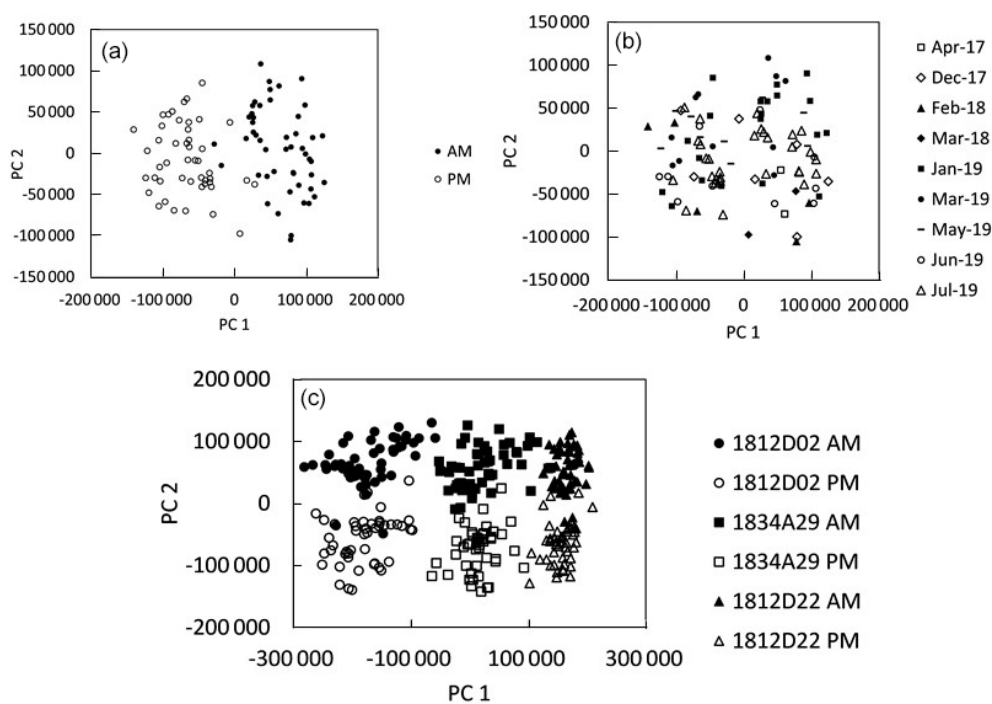 (a)
150 000
100 000
50 000
0
-50 000
-100 000
-150 000
PC 2
-200 000 -100 000 0 100 000 200 000
PC 1
AM
PM
(b)
150 000
100 000
50 000
0
-50 000
-100 000
-150 000
PC 2
-200 000 -100 000 0 100 000 200 000
PC 1
Apr-17
Dec-17
Feb-18
Mar-18
Jan-19
Mar-19
May-19
Jun-19
Jul-19
(c)
200 000
100 000
0
-100 000
-200 000
PC 2
-300 000 -100 000 100 000 300 000
PC 1
1812D02 AM
1812D02 PM
1834A29 AM
1834A29 PM
1812D22 AM
1812D22 PM